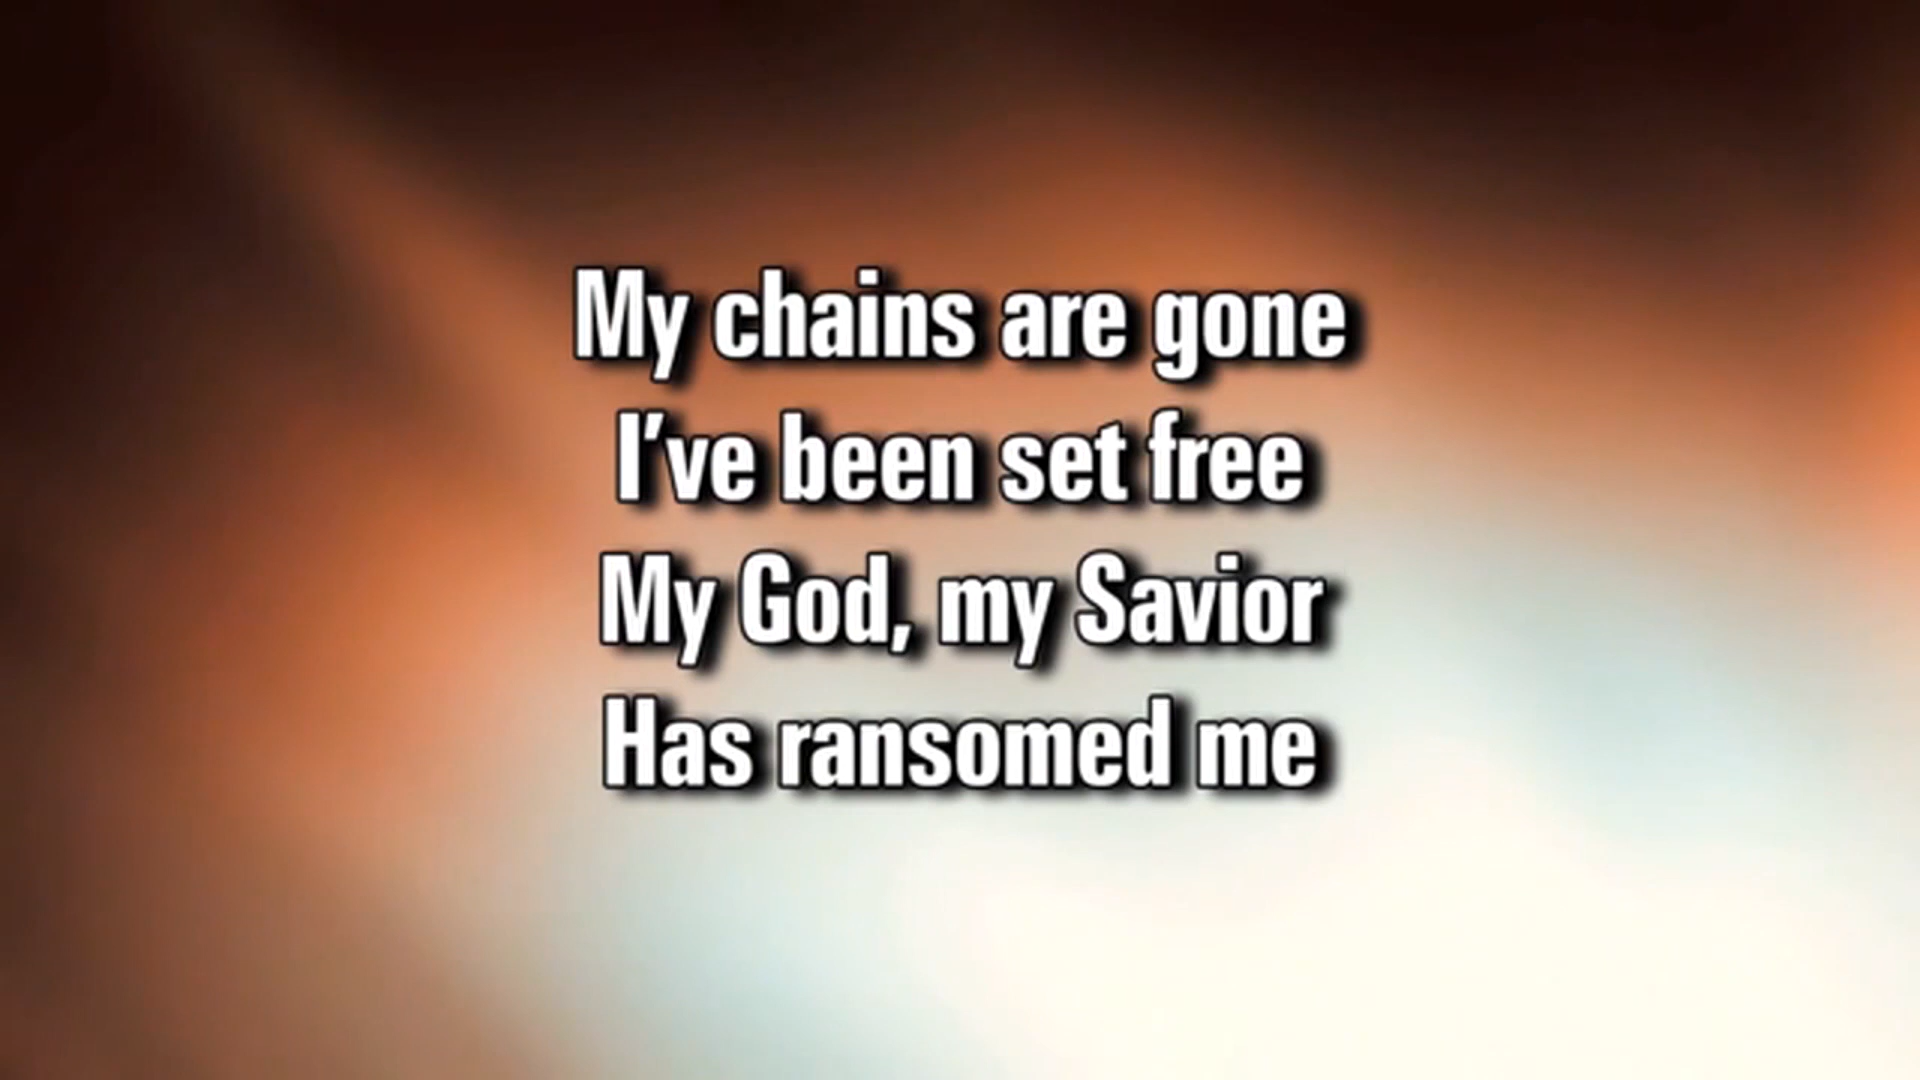 My chains are gone
I've been set free
My God, my Savior
Has ransomed me